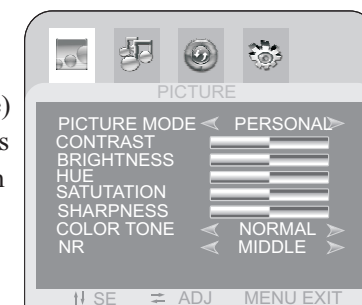 )
s
n
PICTURE
PICTURE MODE PERSONAL
CONTRAST
BRIGHTNESS
HUE
SATUTATION
SHARPNESS
COLOR TONE NORMAL
NR MIDDLE
SE ADJ MENU EXIT